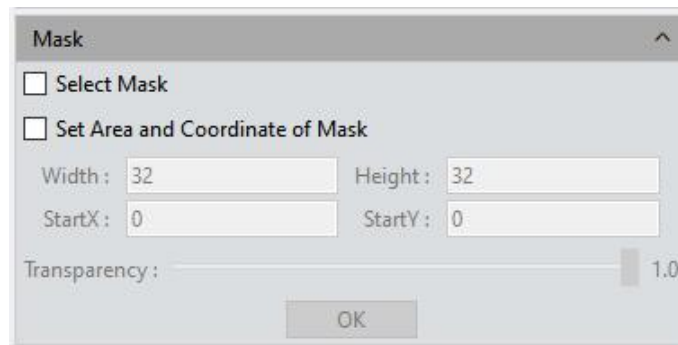 Mask
Select Mask
Set Area and Coordinate of Mask
Width : 32 Height : 32
StartX : 0 StartY : 0
Transparency : 1.0
OK